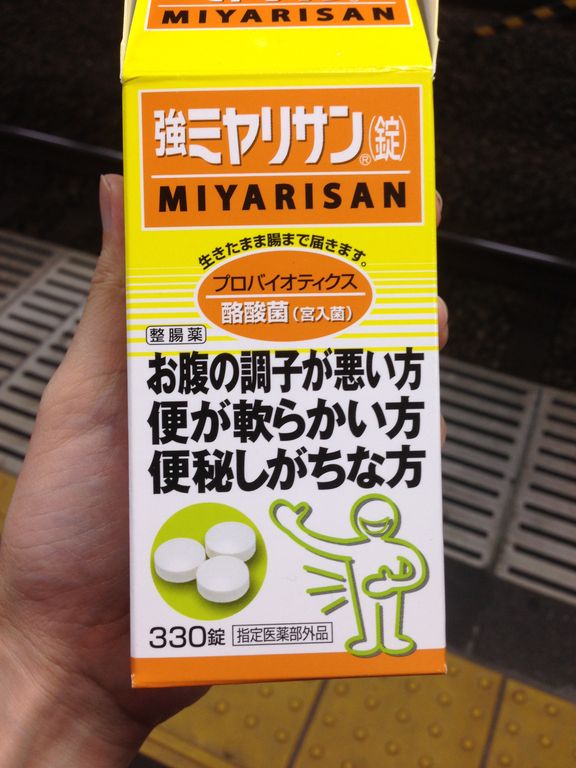 MIYARISAN
強ミヤリサン®(錠)
MIYARISAN
生きたまま腸まで届きます。
プロバイオティクス
酪酸菌(宮入菌)
整腸薬
お腹の調子が悪い方
便が軟らかい方
便秘しがちな方
330錠 指定医薬部外品